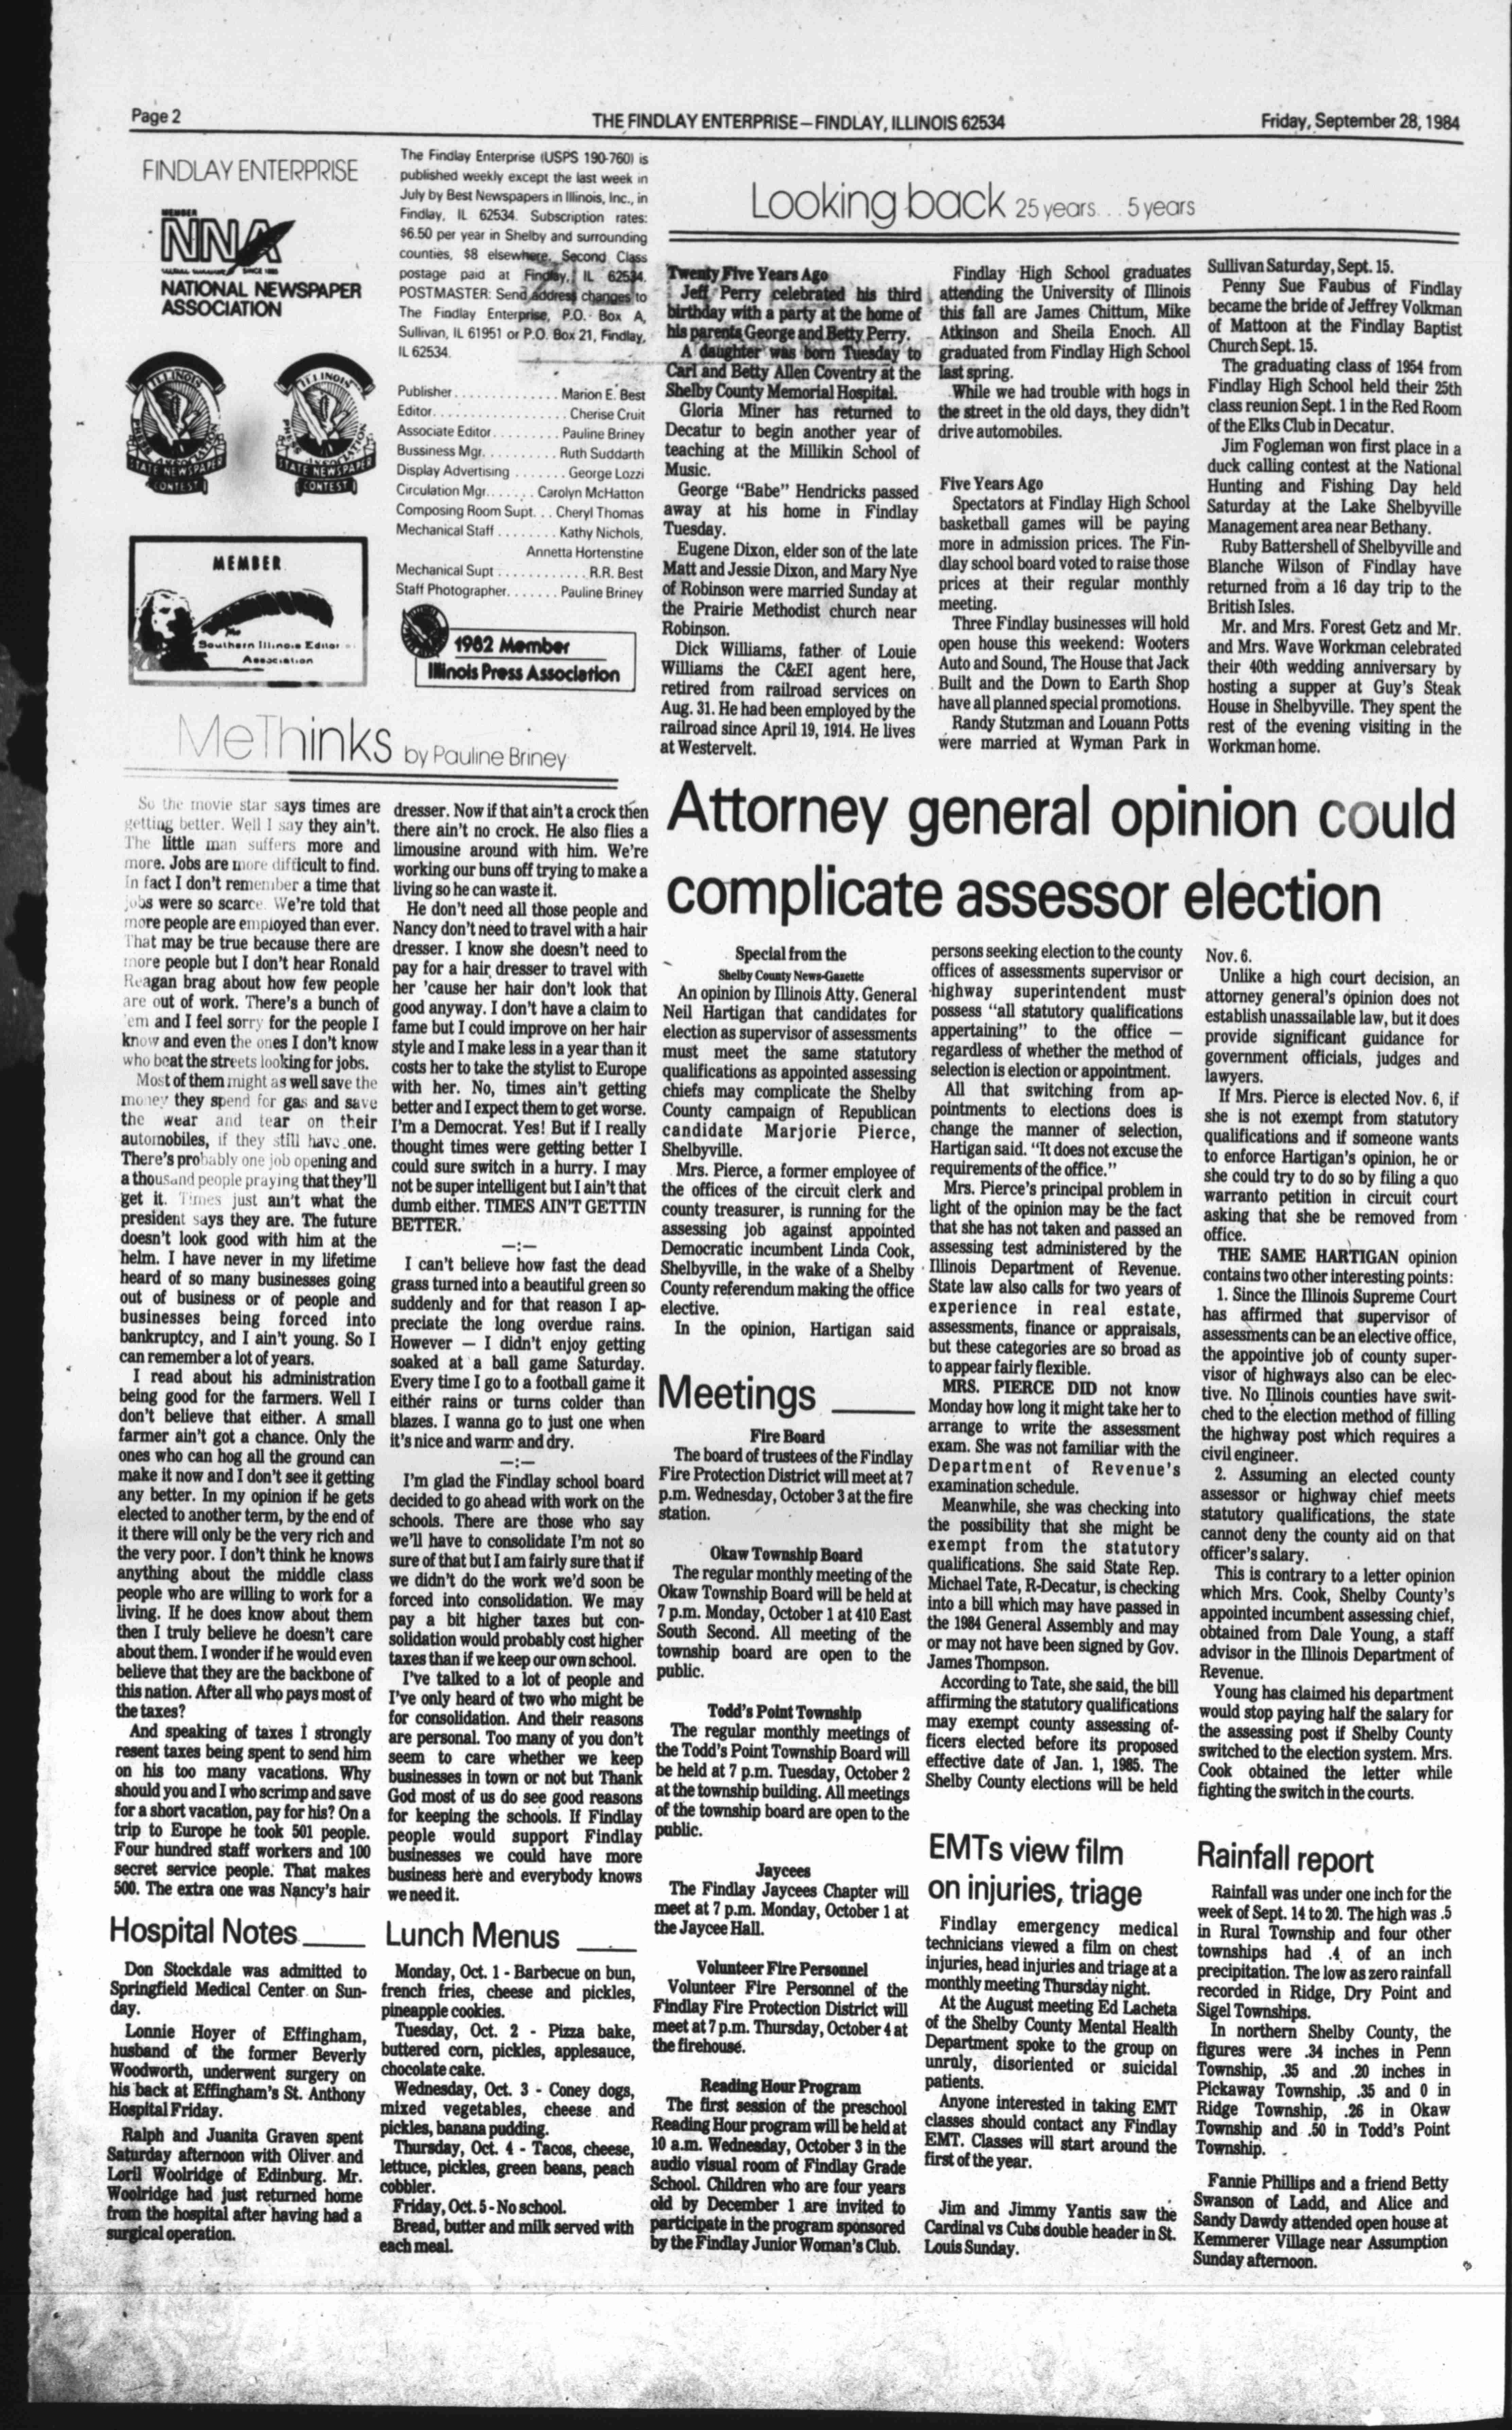 Page 2
THE FINDLAY ENTERPRISE—FINDLAY, ILLINOIS 62534
Friday, September 28, 1984
FINDLAY ENTERPRISE
MEMBER
NNA
SINCE 1885
NATIONAL NEWSPAPER
ASSOCIATION
ILLINOIS
PRESS ASSOCIATION
STATE NEWSPAPER
CONTEST
ILLINOIS
PRESS ASSOCIATION
STATE NEWSPAPER
CONTEST
MEMBER
The
Southern Illinois Editor
Association
The Findlay Enterprise (USPS 190-760) is
published weekly except the last week in
July by Best Newspapers in Illinois, Inc., in
Findlay, IL 62534. Subscription rates:
$6.50 per year in Shelby and surrounding
counties, $8 elsewhere. Second Class
postage paid at Findlay, IL 62534.
POSTMASTER: Send address changes to
The Findlay Enterprise, P.O. Box A,
Sullivan, IL 61951 or P.O. Box 21, Findlay,
IL 62534.
Publisher. . . . . . . . . . . . . Marion E. Best
Editor. . . . . . . . . . . . . . . . Cherise Cruit
Associate Editor. . . . . . . . . Pauline Briney
Bussiness Mgr. . . . . . . . . . Ruth Suddarth
Display Advertising . . . . . . . George Lozzi
Circulation Mgr. . . . . . . Carolyn McHatton
Composing Room Supt. . . Cheryl Thomas
Mechanical Staff . . . . . . . . Kathy Nichols,
Annetta Hortenstine
Mechanical Supt . . . . . . . . . . . . R.R. Best
Staff Photographer. . . . . . . Pauline Briney
1982 Member
Illinois Press Association
MeThinks by Pauline Briney
So the movie star says times are
getting better. Well I say they ain't.
The little man suffers more and
more. Jobs are more difficult to find.
In fact I don't remember a time that
jobs were so scarce. We're told that
more people are employed than ever.
That may be true because there are
more people but I don't hear Ronald
Reagan brag about how few people
are out of work. There's a bunch of
'em and I feel sorry for the people I
know and even the ones I don't know
who beat the streets looking for jobs.
Most of them might as well save the
money they spend for gas and save
the wear and tear on their
automobiles, if they still have one.
There's probably one job opening and
a thousand people praying that they'll
get it. Times just ain't what the
president says they are. The future
doesn't look good with him at the
helm. I have never in my lifetime
heard of so many businesses going
out of business or of people and
businesses being forced into
bankruptcy, and I ain't young. So I
can remember a lot of years.
I read about his administration
being good for the farmers. Well I
don't believe that either. A small
farmer ain't got a chance. Only the
ones who can hog all the ground can
make it now and I don't see it getting
any better. In my opinion if he gets
elected to another term, by the end of
it there will only be the very rich and
the very poor. I don't think he knows
anything about the middle class
people who are willing to work for a
living. If he does know about them
then I truly believe he doesn't care
about them. I wonder if he would even
believe that they are the backbone of
this nation. After all who pays most of
the taxes?
And speaking of taxes I strongly
resent taxes being spent to send him
on his too many vacations. Why
should you and I who scrimp and save
for a short vacation, pay for his? On a
trip to Europe he took 501 people.
Four hundred staff workers and 100
secret service people. That makes
500. The extra one was Nancy's hair
dresser. Now if that ain't a crock then
there ain't no crock. He also flies a
limousine around with him. We're
working our buns off trying to make a
living so he can waste it.
He don't need all those people and
Nancy don't need to travel with a hair
dresser. I know she doesn't need to
pay for a hair dresser to travel with
her 'cause her hair don't look that
good anyway. I don't have a claim to
fame but I could improve on her hair
style and I make less in a year than it
costs her to take the stylist to Europe
with her. No, times ain't getting
better and I expect them to get worse.
I'm a Democrat. Yes! But if I really
thought times were getting better I
could sure switch in a hurry. I may
not be super intelligent but I ain't that
dumb either. TIMES AIN'T GETTIN
BETTER.
—:—
I can't believe how fast the dead
grass turned into a beautiful green so
suddenly and for that reason I ap-
preciate the long overdue rains.
However — I didn't enjoy getting
soaked at a ball game Saturday.
Every time I go to a football game it
either rains or turns colder than
blazes. I wanna go to just one when
it's nice and warm and dry.
—:—
I'm glad the Findlay school board
decided to go ahead with work on the
schools. There are those who say
we'll have to consolidate I'm not so
sure of that but I am fairly sure that if
we didn't do the work we'd soon be
forced into consolidation. We may
pay a bit higher taxes but con-
solidation would probably cost higher
taxes than if we keep our own school.
I've talked to a lot of people and
I've only heard of two who might be
for consolidation. And their reasons
are personal. Too many of you don't
seem to care whether we keep
businesses in town or not but Thank
God most of us do see good reasons
for keeping the schools. If Findlay
people would support Findlay
businesses we could have more
business here and everybody knows
we need it.
Looking back 25 years. . . 5 years
Twenty Five Years Ago
Jeff Perry celebrated his third
birthday with a party at the home of
his parents George and Betty Perry.
A daughter was born Tuesday to
Carl and Betty Allen Coventry at the
Shelby County Memorial Hospital.
Gloria Miner has returned to
Decatur to begin another year of
teaching at the Millikin School of
Music.
George "Babe" Hendricks passed
away at his home in Findlay
Tuesday.
Eugene Dixon, elder son of the late
Matt and Jessie Dixon, and Mary Nye
of Robinson were married Sunday at
the Prairie Methodist church near
Robinson.
Dick Williams, father of Louie
Williams the C&EI agent here,
retired from railroad services on
Aug. 31. He had been employed by the
railroad since April 19, 1914. He lives
at Westervelt.
Findlay High School graduates
attending the University of Illinois
this fall are James Chittum, Mike
Atkinson and Sheila Enoch. All
graduated from Findlay High School
last spring.
While we had trouble with hogs in
the street in the old days, they didn't
drive automobiles.
Five Years Ago
Spectators at Findlay High School
basketball games will be paying
more in admission prices. The Fin-
dlay school board voted to raise those
prices at their regular monthly
meeting.
Three Findlay businesses will hold
open house this weekend: Wooters
Auto and Sound, The House that Jack
Built and the Down to Earth Shop
have all planned special promotions.
Randy Stutzman and Louann Potts
were married at Wyman Park in
Sullivan Saturday, Sept. 15.
Penny Sue Faubus of Findlay
became the bride of Jeffrey Volkman
of Mattoon at the Findlay Baptist
Church Sept. 15.
The graduating class of 1954 from
Findlay High School held their 25th
class reunion Sept. 1 in the Red Room
of the Elks Club in Decatur.
Jim Fogleman won first place in a
duck calling contest at the National
Hunting and Fishing Day held
Saturday at the Lake Shelbyville
Management area near Bethany.
Ruby Battershell of Shelbyville and
Blanche Wilson of Findlay have
returned from a 16 day trip to the
British Isles.
Mr. and Mrs. Forest Getz and Mr.
and Mrs. Wave Workman celebrated
their 40th wedding anniversary by
hosting a supper at Guy's Steak
House in Shelbyville. They spent the
rest of the evening visiting in the
Workman home.
Attorney general opinion could
complicate assessor election
Special from the
Shelby County News-Gazette
An opinion by Illinois Atty. General
Neil Hartigan that candidates for
election as supervisor of assessments
must meet the same statutory
qualifications as appointed assessing
chiefs may complicate the Shelby
County campaign of Republican
candidate Marjorie Pierce,
Shelbyville.
Mrs. Pierce, a former employee of
the offices of the circuit clerk and
county treasurer, is running for the
assessing job against appointed
Democratic incumbent Linda Cook,
Shelbyville, in the wake of a Shelby
County referendum making the office
elective.
In the opinion, Hartigan said
persons seeking election to the county
offices of assessments supervisor or
highway superintendent must
possess "all statutory qualifications
appertaining" to the office —
regardless of whether the method of
selection is election or appointment.
All that switching from ap-
pointments to elections does is
change the manner of selection,
Hartigan said. "It does not excuse the
requirements of the office."
Mrs. Pierce's principal problem in
light of the opinion may be the fact
that she has not taken and passed an
assessing test administered by the
Illinois Department of Revenue.
State law also calls for two years of
experience in real estate,
assessments, finance or appraisals,
but these categories are so broad as
to appear fairly flexible.
MRS. PIERCE DID not know
Monday how long it might take her to
arrange to write the assessment
exam. She was not familiar with the
Department of Revenue's
examination schedule.
Meanwhile, she was checking into
the possibility that she might be
exempt from the statutory
qualifications. She said State Rep.
Michael Tate, R-Decatur, is checking
into a bill which may have passed in
the 1984 General Assembly and may
or may not have been signed by Gov.
James Thompson.
According to Tate, she said, the bill
affirming the statutory qualifications
may exempt county assessing of-
ficers elected before its proposed
effective date of Jan. 1, 1985. The
Shelby County elections will be held
Nov. 6.
Unlike a high court decision, an
attorney general's opinion does not
establish unassailable law, but it does
provide significant guidance for
government officials, judges and
lawyers.
If Mrs. Pierce is elected Nov. 6, if
she is not exempt from statutory
qualifications and if someone wants
to enforce Hartigan's opinion, he or
she could try to do so by filing a quo
warranto petition in circuit court
asking that she be removed from
office.
THE SAME HARTIGAN opinion
contains two other interesting points:
1. Since the Illinois Supreme Court
has affirmed that supervisor of
assessments can be an elective office,
the appointive job of county super-
visor of highways also can be elec-
tive. No Illinois counties have swit-
ched to the election method of filling
the highway post which requires a
civil engineer.
2. Assuming an elected county
assessor or highway chief meets
statutory qualifications, the state
cannot deny the county aid on that
officer's salary.
This is contrary to a letter opinion
which Mrs. Cook, Shelby County's
appointed incumbent assessing chief,
obtained from Dale Young, a staff
advisor in the Illinois Department of
Revenue.
Young has claimed his department
would stop paying half the salary for
the assessing post if Shelby County
switched to the election system. Mrs.
Cook obtained the letter while
fighting the switch in the courts.
Meetings
Fire Board
The board of trustees of the Findlay
Fire Protection District will meet at 7
p.m. Wednesday, October 3 at the fire
station.
Okaw Township Board
The regular monthly meeting of the
Okaw Township Board will be held at
7 p.m. Monday, October 1 at 410 East
South Second. All meeting of the
township board are open to the
public.
Todd's Point Township
The regular monthly meetings of
the Todd's Point Township Board will
be held at 7 p.m. Tuesday, October 2
at the township building. All meetings
of the township board are open to the
public.
Jaycees
The Findlay Jaycees Chapter will
meet at 7 p.m. Monday, October 1 at
the Jaycee Hall.
Volunteer Fire Personnel
Volunteer Fire Personnel of the
Findlay Fire Protection District will
meet at 7 p.m. Thursday, October 4 at
the firehouse.
Reading Hour Program
The first session of the preschool
Reading Hour program will be held at
10 a.m. Wednesday, October 3 in the
audio visual room of Findlay Grade
School. Children who are four years
old by December 1 are invited to
participate in the program sponsored
by the Findlay Junior Woman's Club.
Hospital Notes
Don Stockdale was admitted to
Springfield Medical Center on Sun-
day.
Lonnie Hoyer of Effingham,
husband of the former Beverly
Woodworth, underwent surgery on
his back at Effingham's St. Anthony
Hospital Friday.
Ralph and Juanita Graven spent
Saturday afternoon with Oliver and
Loril Woolridge of Edinburg. Mr.
Woolridge had just returned home
from the hospital after having had a
surgical operation.
Lunch Menus
Monday, Oct. 1 - Barbecue on bun,
french fries, cheese and pickles,
pineapple cookies.
Tuesday, Oct. 2 - Pizza bake,
buttered corn, pickles, applesauce,
chocolate cake.
Wednesday, Oct. 3 - Coney dogs,
mixed vegetables, cheese and
pickles, banana pudding.
Thursday, Oct. 4 - Tacos, cheese,
lettuce, pickles, green beans, peach
cobbler.
Friday, Oct. 5 - No school.
Bread, butter and milk served with
each meal.
EMTs view film
on injuries, triage
Findlay emergency medical
technicians viewed a film on chest
injuries, head injuries and triage at a
monthly meeting Thursday night.
At the August meeting Ed Lacheta
of the Shelby County Mental Health
Department spoke to the group on
unruly, disoriented or suicidal
patients.
Anyone interested in taking EMT
classes should contact any Findlay
EMT. Classes will start around the
first of the year.
Jim and Jimmy Yantis saw the
Cardinal vs Cubs double header in St.
Louis Sunday.
Rainfall report
Rainfall was under one inch for the
week of Sept. 14 to 20. The high was .5
in Rural Township and four other
townships had .4 of an inch
precipitation. The low as zero rainfall
recorded in Ridge, Dry Point and
Sigel Townships.
In northern Shelby County, the
figures were .34 inches in Penn
Township, .35 and .20 inches in
Pickaway Township, .35 and 0 in
Ridge Township, .26 in Okaw
Township and .50 in Todd's Point
Township.
Fannie Phillips and a friend Betty
Swanson of Ladd, and Alice and
Sandy Dawdy attended open house at
Kemmerer Village near Assumption
Sunday afternoon.